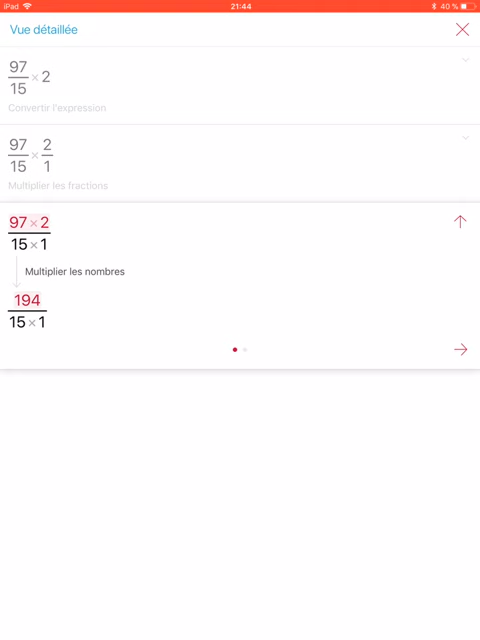 iPad 21:44 40 %
Vue détaillée
97
15 × 2
Convertir l'expression
97 2
15 × 1
Multiplier les fractions
97 × 2
15 × 1
Multiplier les nombres
194
15 × 1